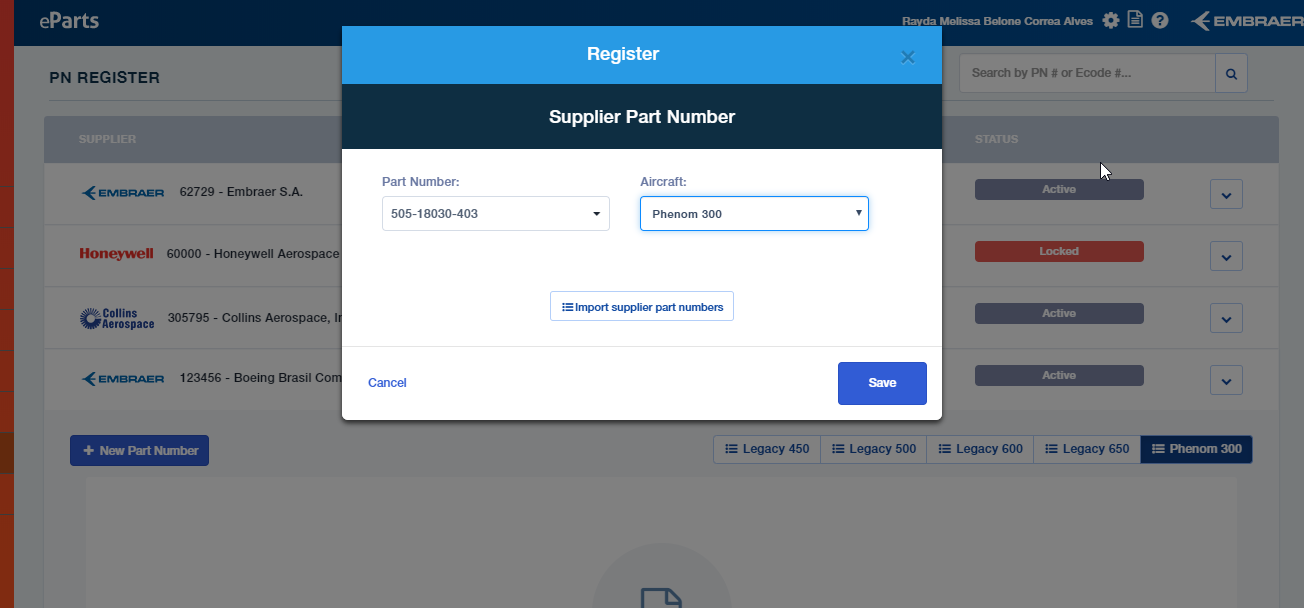 eParts
Rayda Melissa Belone Correa Alves
EMBRAER
Register
PN REGISTER
Search by PN # or Ecode #...
Supplier Part Number
SUPPLIER
STATUS
Part Number:
Aircraft:
EMBRAER
62729 - Embraer S.A.
Active
505-18030-403
Phenom 300
Honeywell
60000 - Honeywell Aerospace
Locked
Import supplier part numbers
Collins
Aerospace
305795 - Collins Aerospace,
Active
EMBRAER
123456 - Boeing Brasil Com
Active
Cancel
Save
New Part Number
Legacy 450
Legacy 500
Legacy 600
Legacy 650
Phenom 300